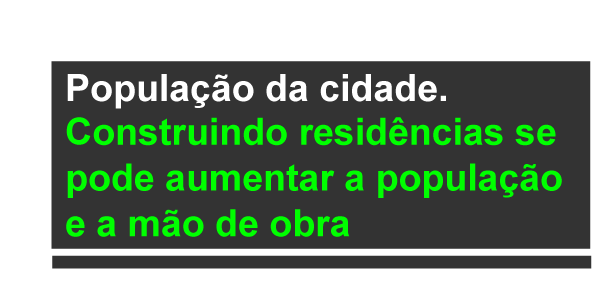 População da cidade.
Construindo residências se
pode aumentar a população
e a mão de obra